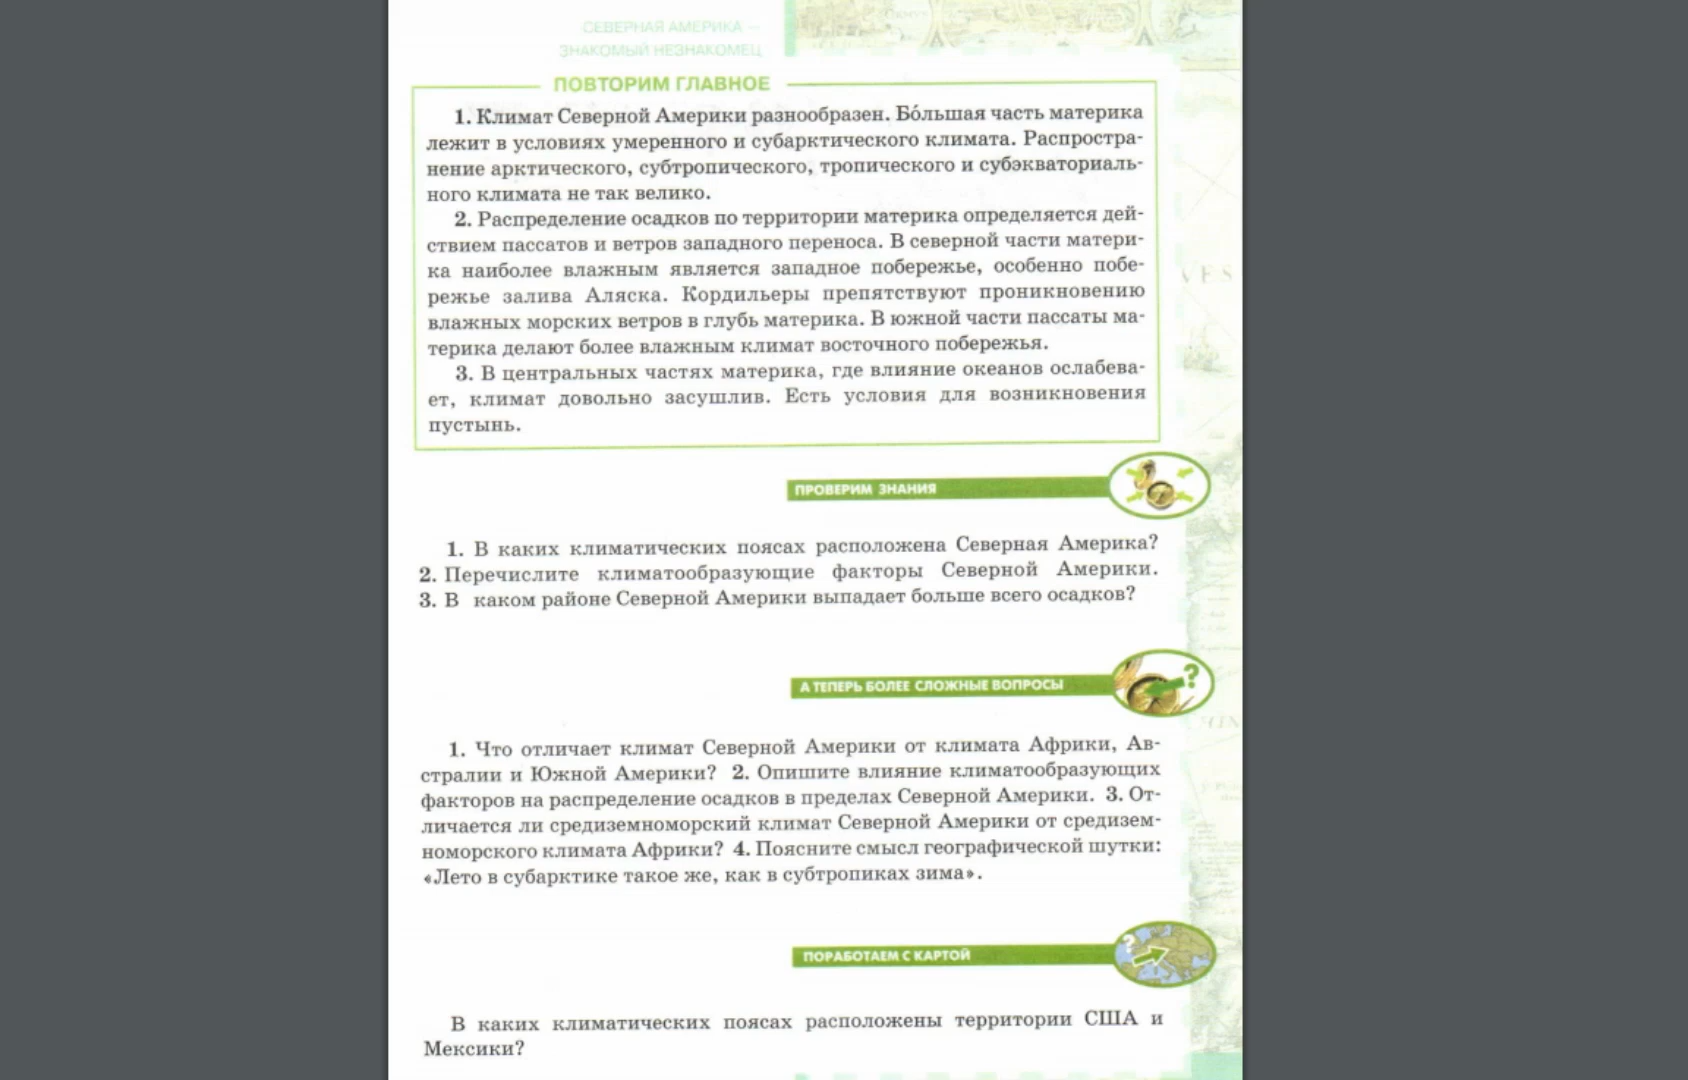 СЕВЕРНАЯ АМЕРИКА —
ЗНАКОМЫЙ НЕЗНАКОМЕЦ
ПОВТОРИМ ГЛАВНОЕ
1. Климат Северной Америки разнообразен. Бо́льшая часть материка
лежит в условиях умеренного и субарктического климата. Распростра-
нение арктического, субтропического, тропического и субэкваториаль-
ного климата не так велико.
2. Распределение осадков по территории материка определяется дей-
ствием пассатов и ветров западного переноса. В северной части матери-
ка наиболее влажным является западное побережье, особенно побе-
режье залива Аляска. Кордильеры препятствуют проникновению
влажных морских ветров в глубь материка. В южной части пассаты ма-
терика делают более влажным климат восточного побережья.
3. В центральных частях материка, где влияние океанов ослабева-
ет, климат довольно засушлив. Есть условия для возникновения
пустынь.
ПРОВЕРИМ ЗНАНИЯ
1. В каких климатических поясах расположена Северная Америка?
2. Перечислите климатообразующие факторы Северной Америки.
3. В каком районе Северной Америки выпадает больше всего осадков?
А ТЕПЕРЬ БОЛЕЕ СЛОЖНЫЕ ВОПРОСЫ
?
1. Что отличает климат Северной Америки от климата Африки, Ав-
стралии и Южной Америки? 2. Опишите влияние климатообразующих
факторов на распределение осадков в пределах Северной Америки. 3. От-
личается ли средиземноморский климат Северной Америки от средизем-
номорского климата Африки? 4. Поясните смысл географической шутки:
«Лето в субарктике такое же, как в субтропиках зима».
ПОРАБОТАЕМ С КАРТОЙ
?
В каких климатических поясах расположены территории США и
Мексики?